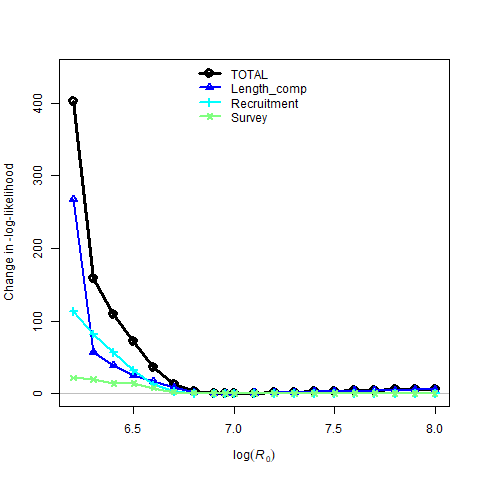 TOTAL
Length_comp
Recruitment
Survey
Change in -log-likelihood
400
300
200
100
0
6.5 7.0 7.5 8.0
log(R0)